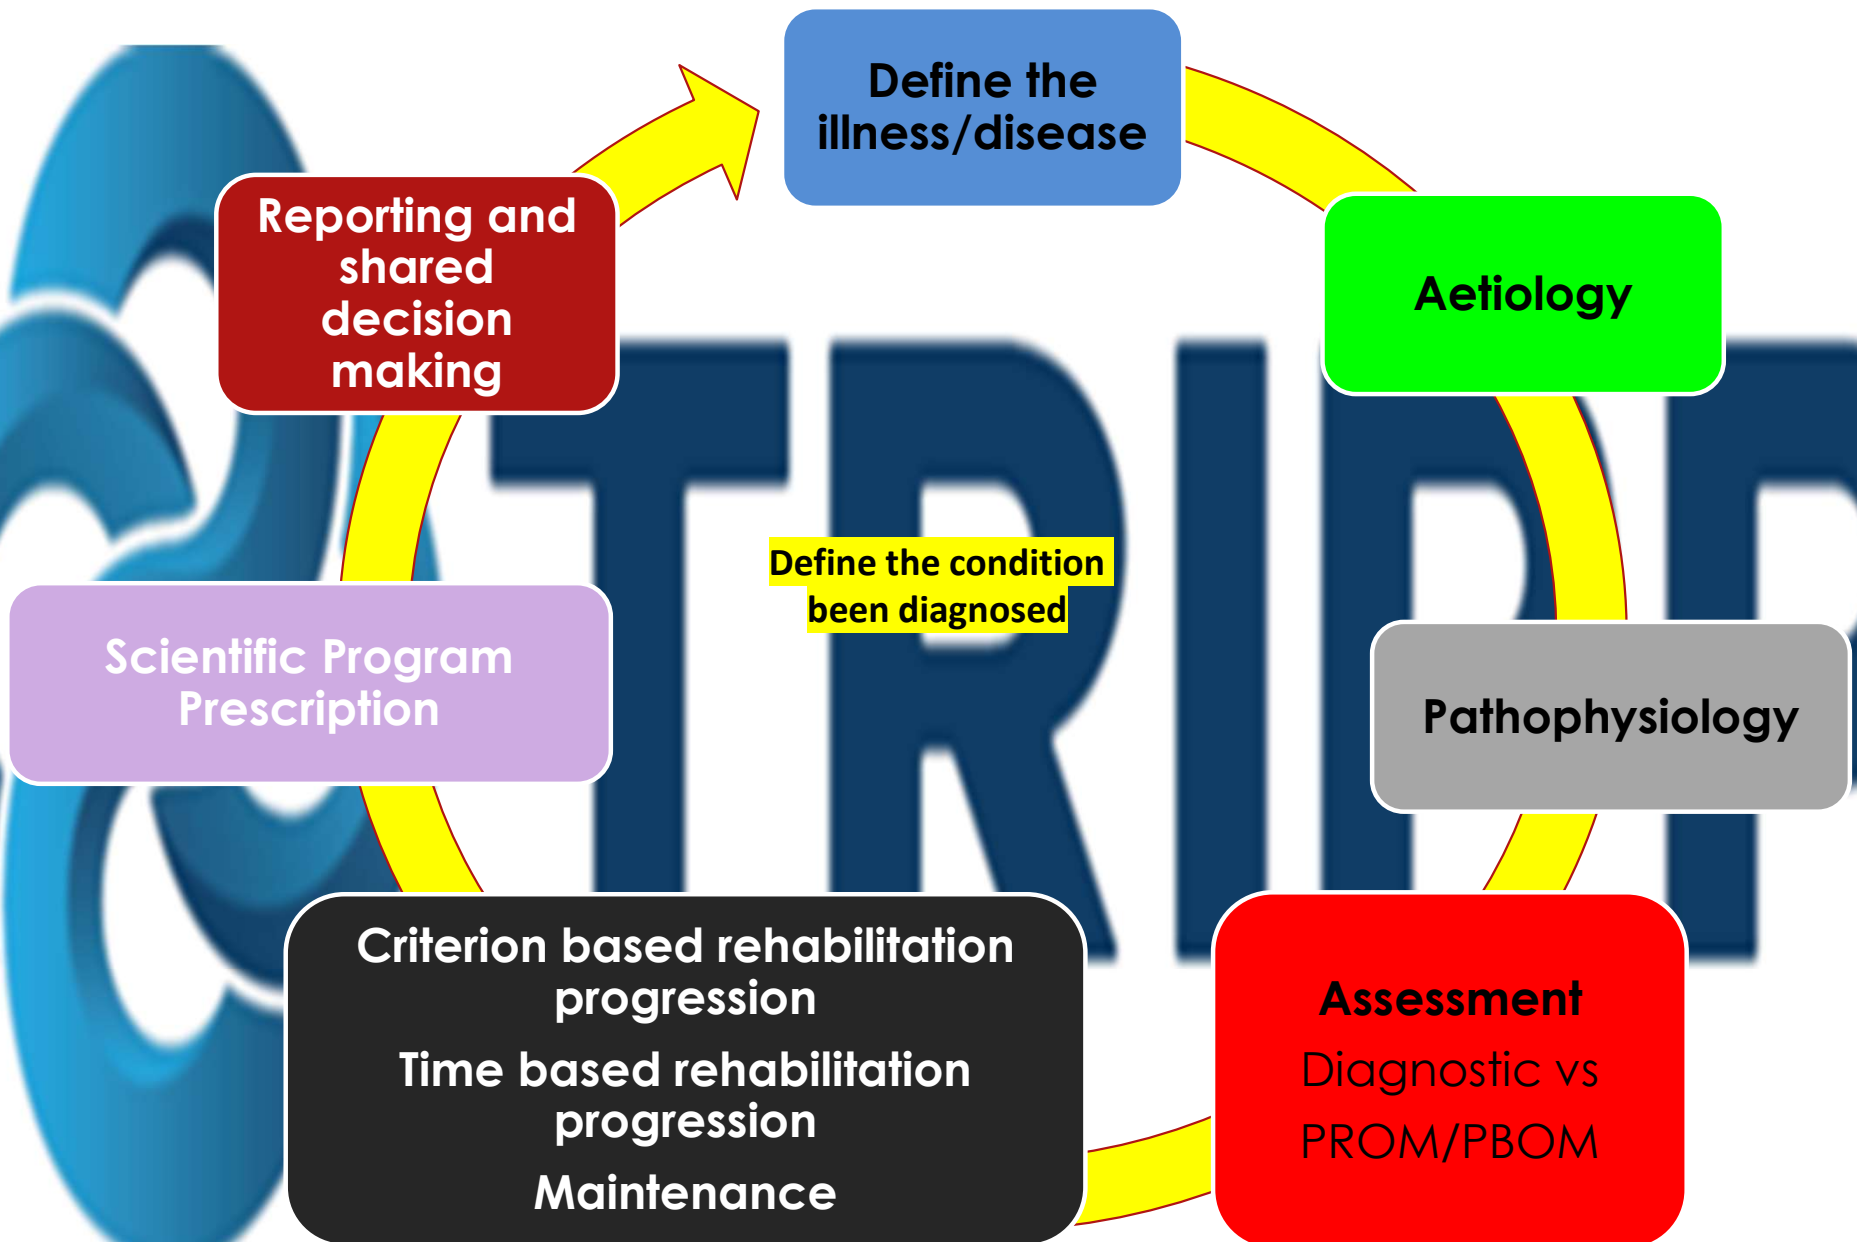 Define the
illness/disease
Aetiology
Pathophysiology
Assessment
Diagnostic vs
PROM/PBOM
Criterion based rehabilitation
progression
Time based rehabilitation
progression
Maintenance
Scientific Program
Prescription
Reporting and
shared
decision
making
Define the condition
been diagnosed